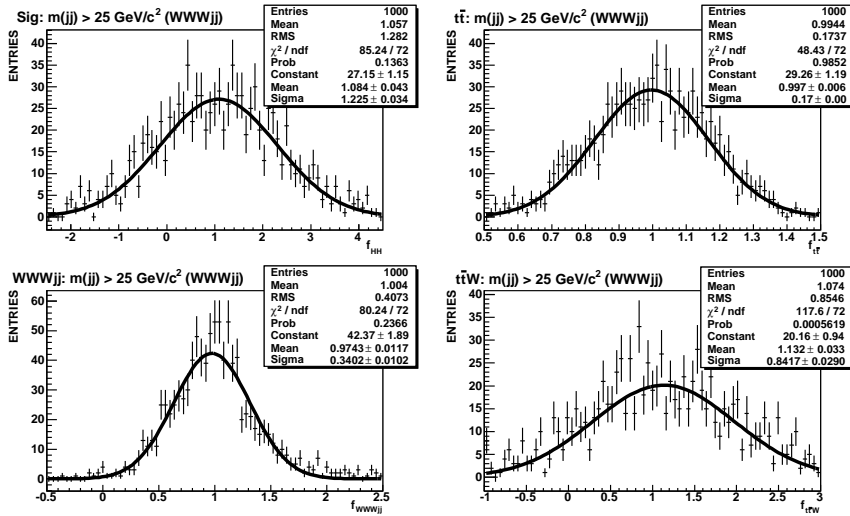 Sig: m(jj) > 25 GeV/c² (WWWjj)
Entries 1000
Mean 1.057
RMS 1.282
χ² / ndf 85.24 / 72
Prob 0.1363
Constant 27.15 ± 1.15
Mean 1.084 ± 0.043
Sigma 1.225 ± 0.034
ENTRIES
40
35
30
25
20
15
10
5
0
-2 -1 0 1 2 3 4
f_HH
tt̄: m(jj) > 25 GeV/c² (WWWjj)
Entries 1000
Mean 0.9944
RMS 0.1737
χ² / ndf 48.43 / 72
Prob 0.9852
Constant 29.26 ± 1.19
Mean 0.997 ± 0.006
Sigma 0.17 ± 0.00
ENTRIES
40
35
30
25
20
15
10
5
0
0.5 0.6 0.7 0.8 0.9 1 1.1 1.2 1.3 1.4 1.5
f_tt̄
WWWjj: m(jj) > 25 GeV/c² (WWWjj)
Entries 1000
Mean 1.004
RMS 0.4073
χ² / ndf 80.24 / 72
Prob 0.2366
Constant 42.37 ± 1.89
Mean 0.9743 ± 0.0117
Sigma 0.3402 ± 0.0102
ENTRIES
60
50
40
30
20
10
0
-0.5 0 0.5 1 1.5 2 2.5
f_WWWjj
tt̄W: m(jj) > 25 GeV/c² (WWWjj)
Entries 1000
Mean 1.074
RMS 0.8546
χ² / ndf 117.6 / 72
Prob 0.0005619
Constant 20.16 ± 0.94
Mean 1.132 ± 0.033
Sigma 0.8417 ± 0.0290
ENTRIES
40
35
30
25
20
15
10
5
0
-1 -0.5 0 0.5 1 1.5 2 2.5 3
f_tt̄W